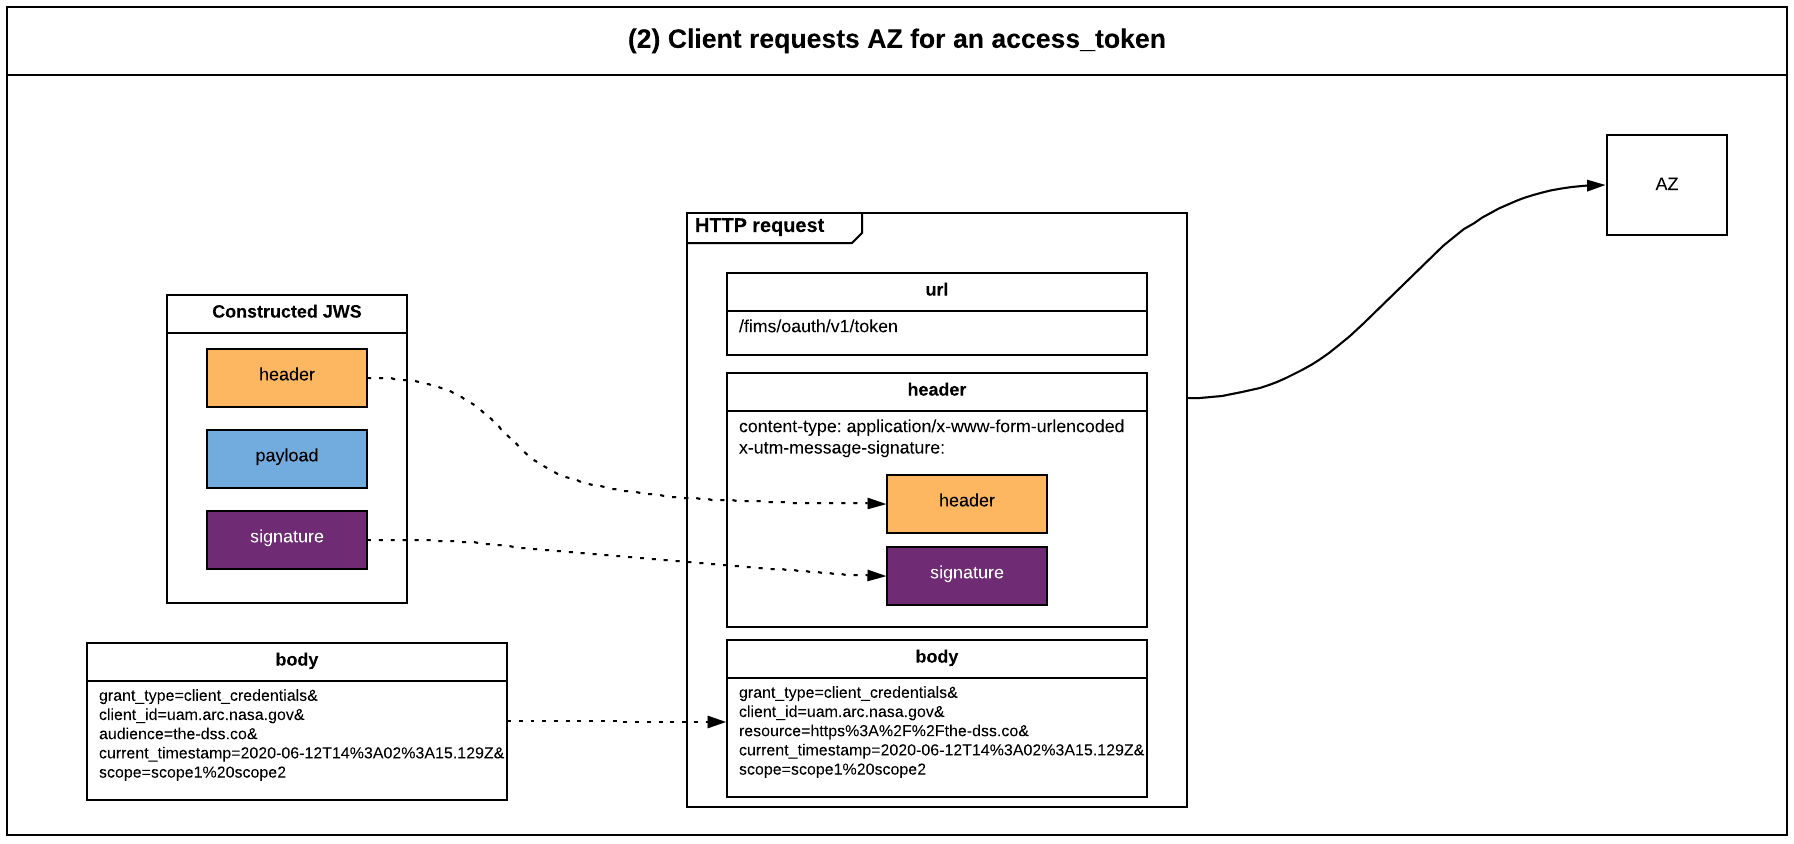 (2) Client requests AZ for an access_token
AZ
HTTP request
url
/fims/oauth/v1/token
Constructed JWS
header
payload
signature
header
content-type: application/x-www-form-urlencoded
x-utm-message-signature:
header
signature
body
grant_type=client_credentials&
client_id=uam.arc.nasa.gov&
audience=the-dss.co&
current_timestamp=2020-06-12T14%3A02%3A15.129Z&
scope=scope1%20scope2
body
grant_type=client_credentials&
client_id=uam.arc.nasa.gov&
resource=https%3A%2F%2Fthe-dss.co&
current_timestamp=2020-06-12T14%3A02%3A15.129Z&
scope=scope1%20scope2